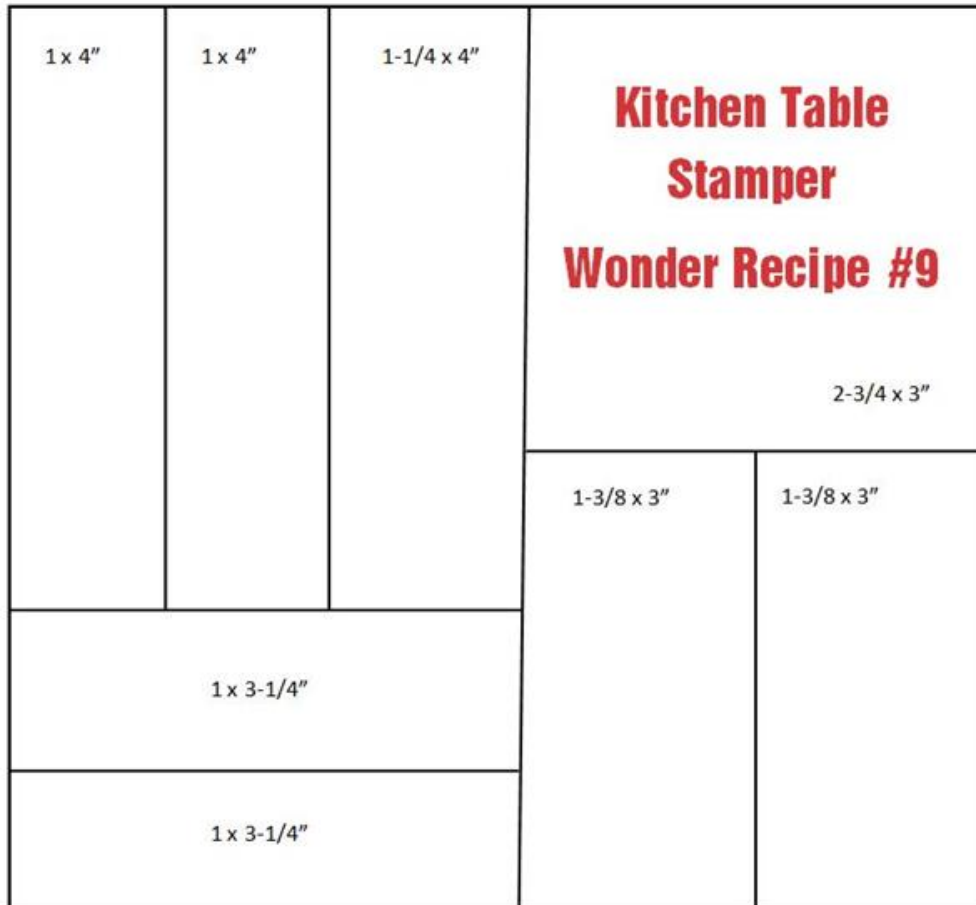 1 x 4”
1 x 4”
1-1/4 x 4”
Kitchen Table
Stamper
Wonder Recipe #9
2-3/4 x 3”
1-3/8 x 3”
1-3/8 x 3”
1 x 3-1/4”
1 x 3-1/4”